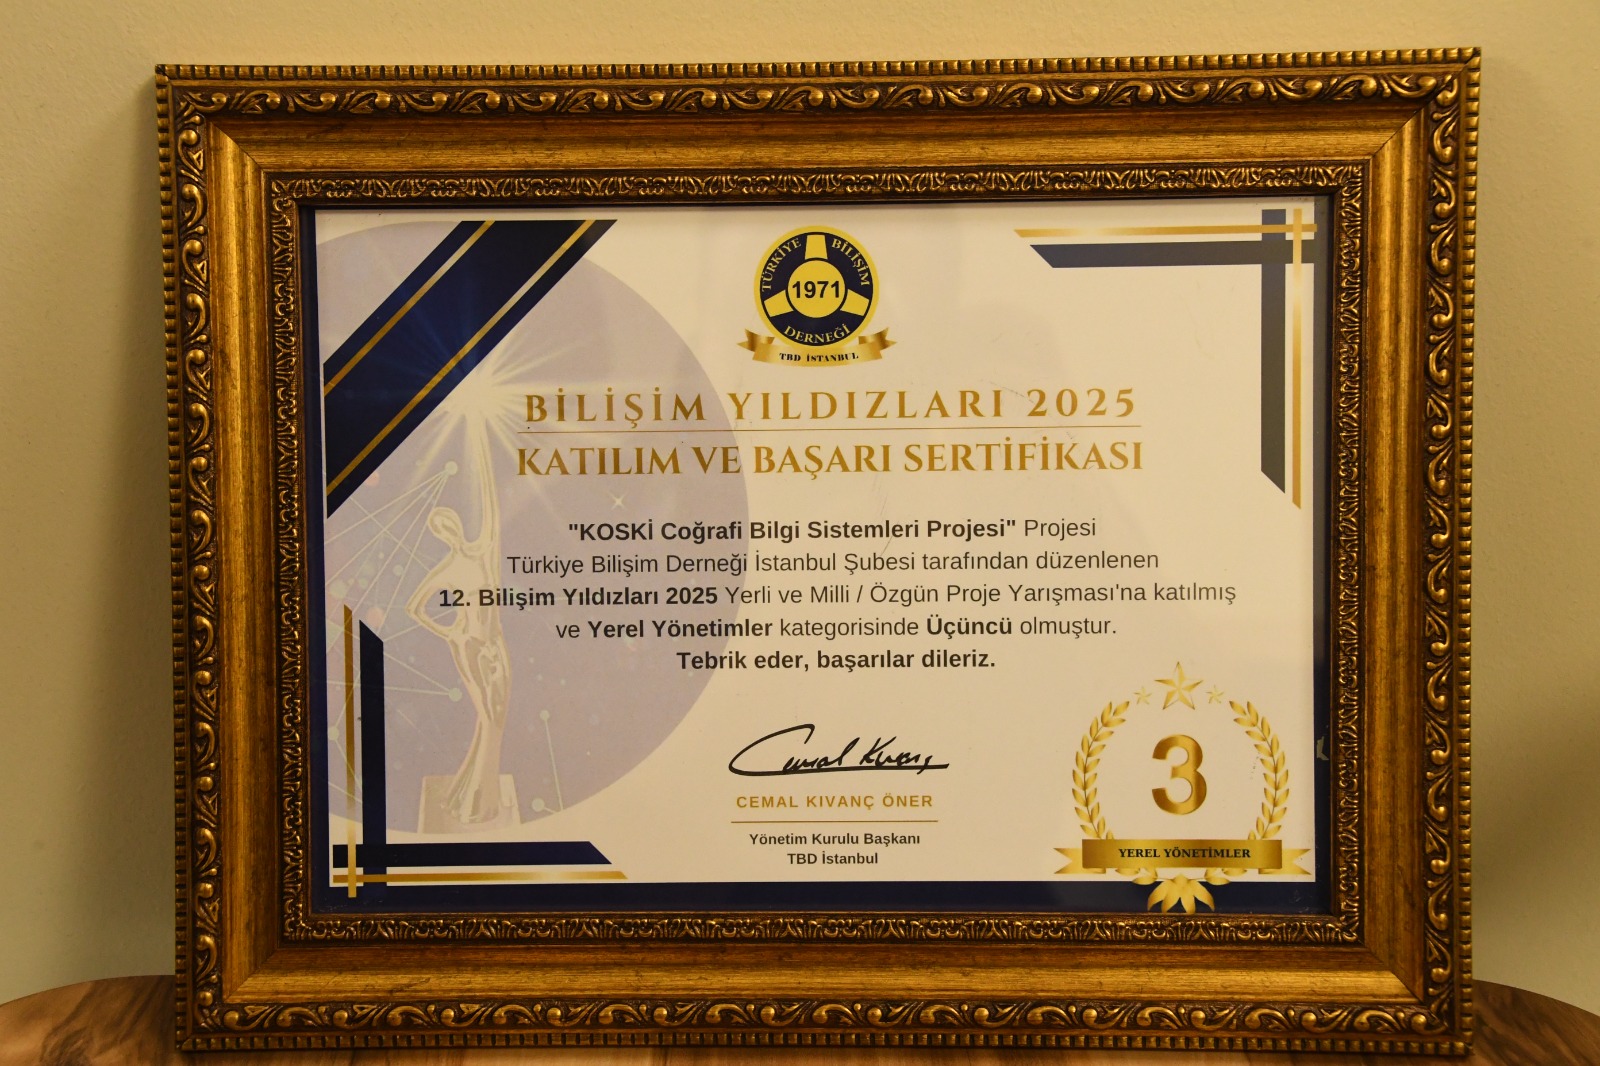 TÜRKİYE BİLİŞİM
1971
DERNEĞİ
TBD İSTANBUL
BİLİŞİM YILDIZLARI 2025
KATILIM VE BAŞARI SERTİFİKASI
"KOSKİ Coğrafi Bilgi Sistemleri Projesi" Projesi
Türkiye Bilişim Derneği İstanbul Şubesi tarafından düzenlenen
12. Bilişim Yıldızları 2025 Yerli ve Milli / Özgün Proje Yarışması'na katılmış
ve Yerel Yönetimler kategorisinde Üçüncü olmuştur.
Tebrik eder, başarılar dileriz.
Cemal Kıvanç
CEMAL KIVANÇ ÖNER
Yönetim Kurulu Başkanı
TBD İstanbul
3
YEREL YÖNETİMLER